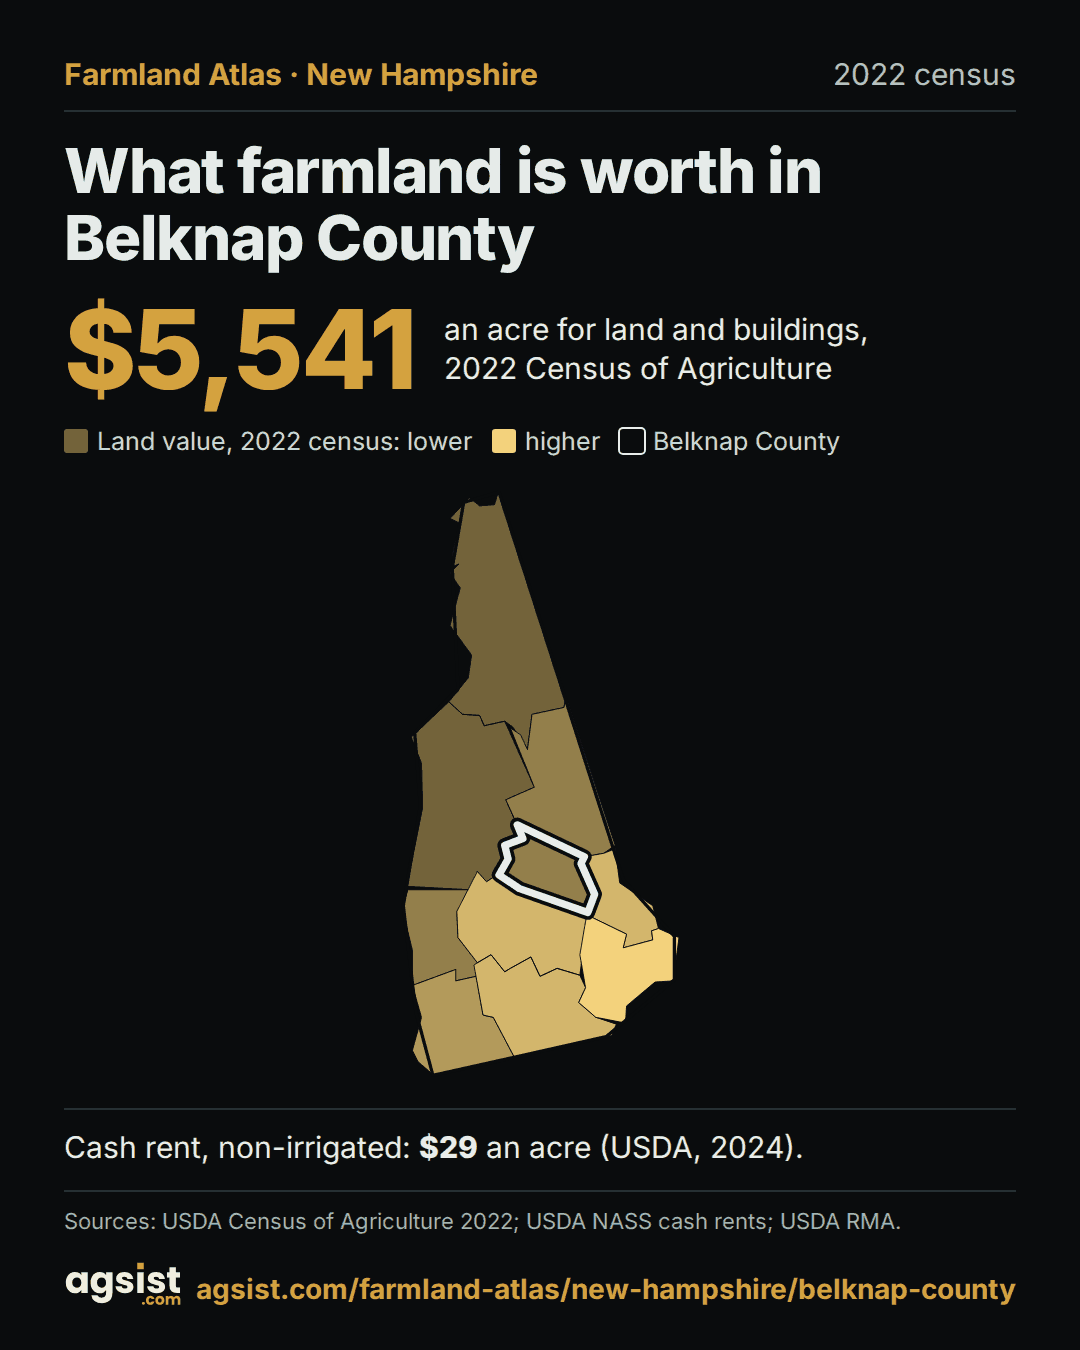 Farmland Atlas · New Hampshire
2022 census
What farmland is worth in
Belknap County
$5,541
an acre for land and buildings,
2022 Census of Agriculture
Land value, 2022 census: lower
higher
Belknap County
Cash rent, non-irrigated: $29 an acre (USDA, 2024).
Sources: USDA Census of Agriculture 2022; USDA NASS cash rents; USDA RMA.
agsist
.com
agsist.com/farmland-atlas/new-hampshire/belknap-county